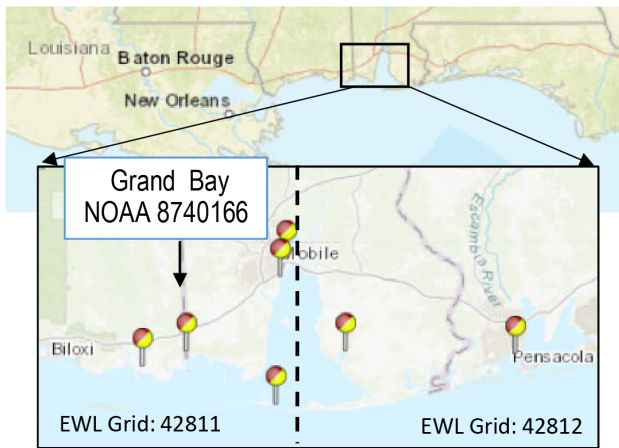 Louisiana
Baton Rouge
New Orleans
Grand Bay
NOAA 8740166
Mobile
Escambia River
Biloxi
Pensacola
EWL Grid: 42811
EWL Grid: 42812